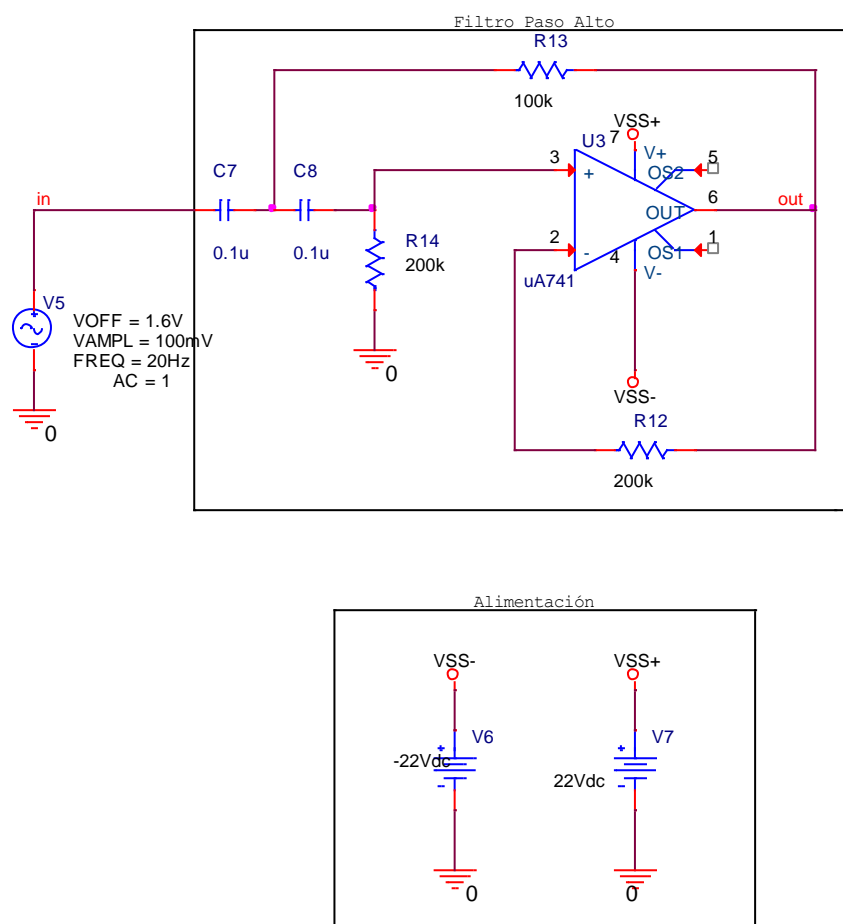 Filtro Paso Alto
R13
100k
VSS+
7
U3
3
V+
5
OS2
+
C7
C8
in
6
out
OUT
R14
2
1
0.1u
0.1u
200k
-
4
OS1
V-
uA741
V5
VOFF = 1.6V
VAMPL = 100mV
FREQ = 20Hz
AC = 1
0
0
VSS-
R12
200k
Alimentación
VSS-
VSS+
V6
V7
-22Vdc
22Vdc
0
0